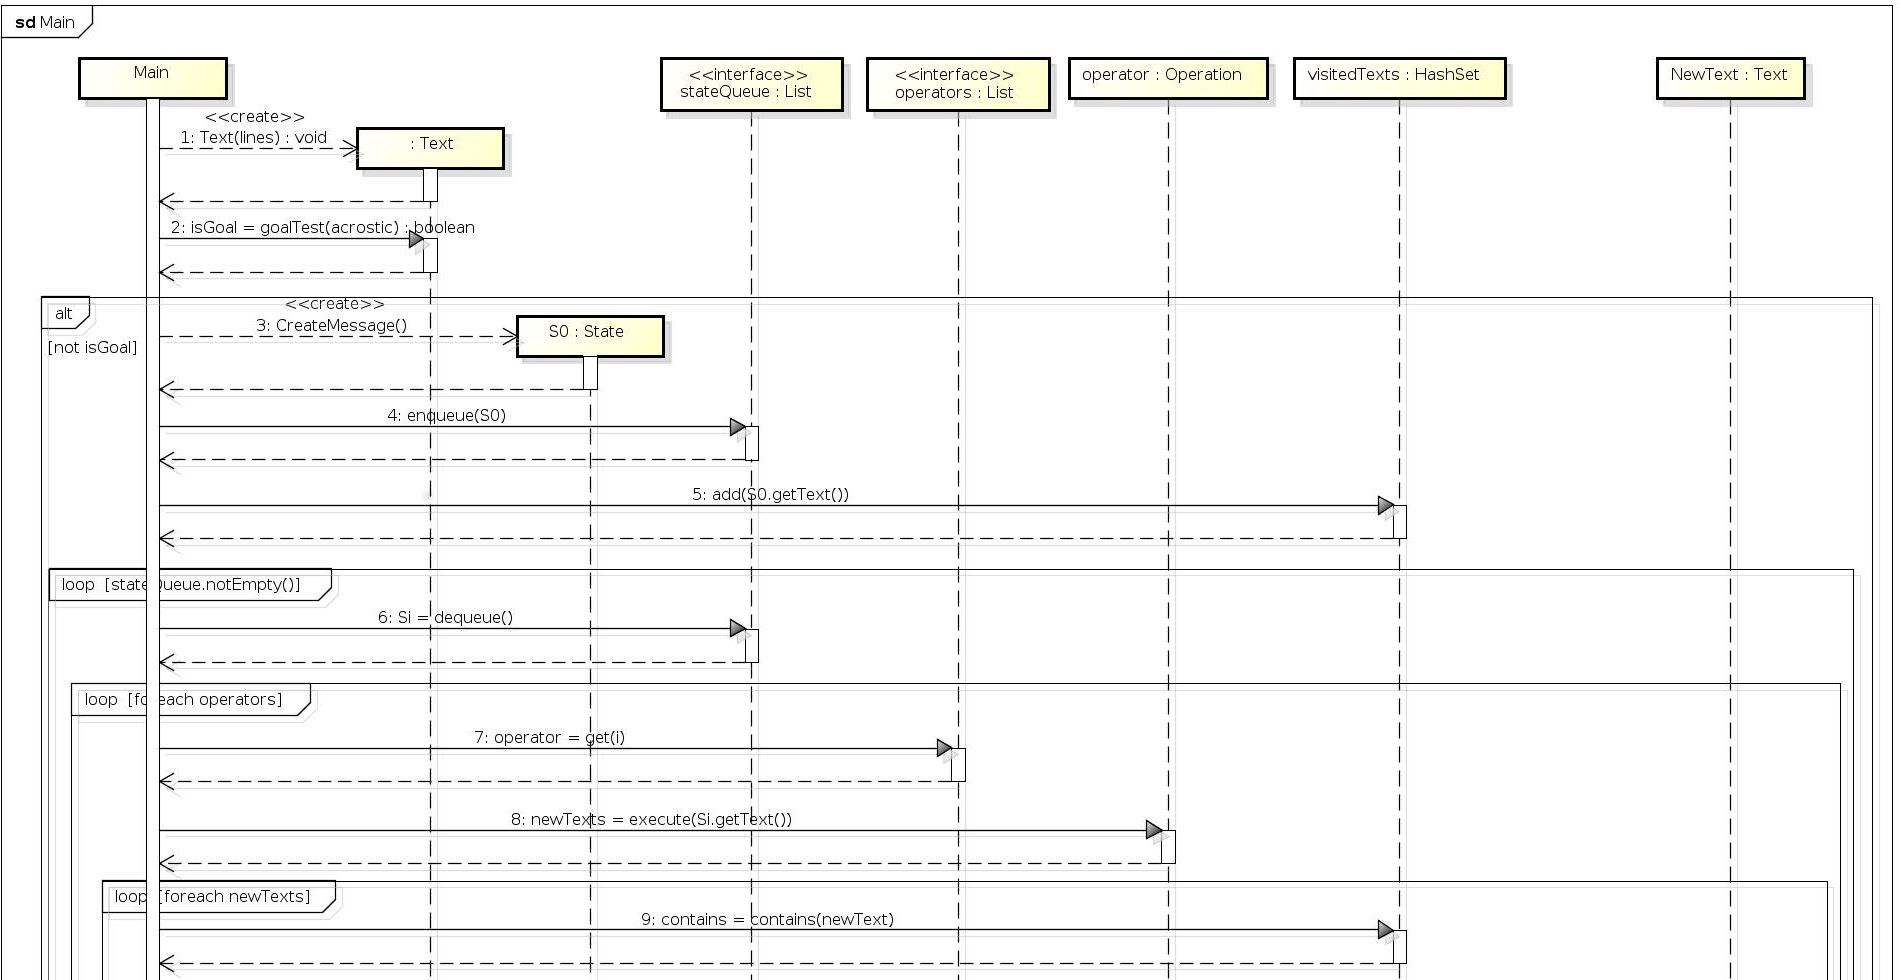 sd Main
Main
<<interface>>
stateQueue : List
<<interface>>
operators : List
operator : Operation
visitedTexts : HashSet
NewText : Text
<<create>>
1: Text(lines) : void
: Text
2: isGoal = goalTest(acrostic) : boolean
alt
[not isGoal]
<<create>>
3: CreateMessage()
S0 : State
4: enqueue(S0)
5: add(S0.getText())
loop [stateQueue.notEmpty()]
6: Si = dequeue()
loop [foreach operators]
7: operator = get(i)
8: newTexts = execute(Si.getText())
loop [foreach newTexts]
9: contains = contains(newText)